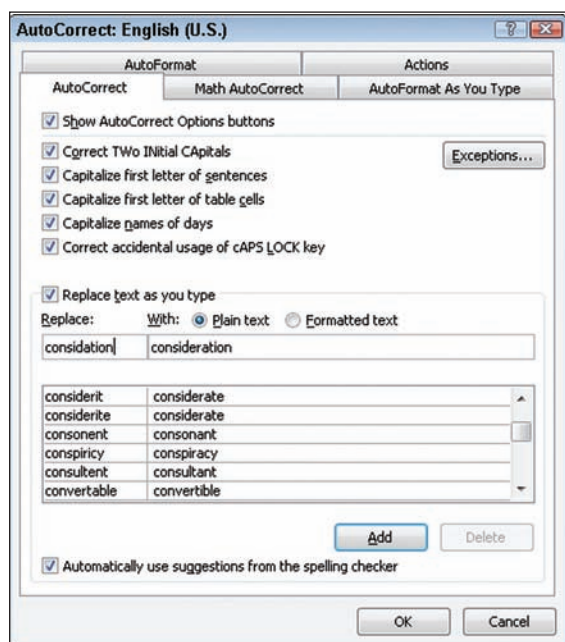 AutoCorrect: English (U.S.)
AutoFormat Actions
AutoCorrect Math AutoCorrect AutoFormat As You Type
Show AutoCorrect Options buttons
Correct TWo INitial CApitals Exceptions...
Capitalize first letter of sentences
Capitalize first letter of table cells
Capitalize names of days
Correct accidental usage of cAPS LOCK key
Replace text as you type
Replace: With: Plain text Formatted text
considation consideration
considerit considerate
considerite considerate
consonent consonant
conspiricy conspiracy
consultent consultant
convertable convertible
Add Delete
Automatically use suggestions from the spelling checker
OK Cancel